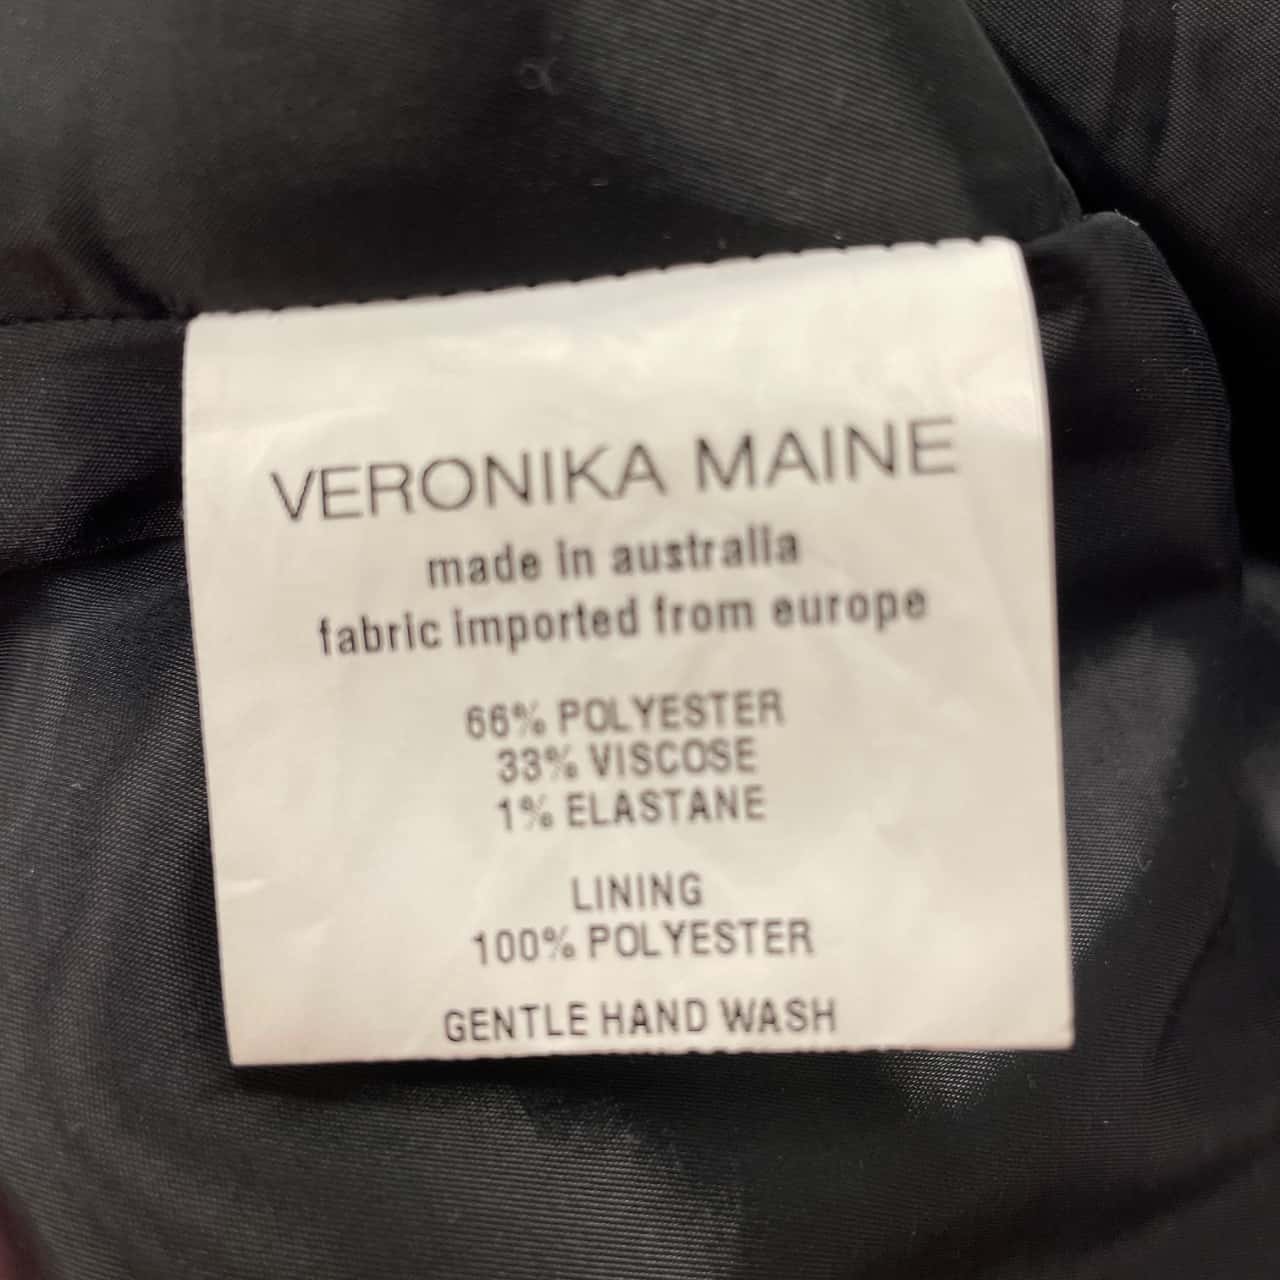 VERONIKA MAINE
made in australia
fabric imported from europe
66% POLYESTER
33% VISCOSE
1% ELASTANE
LINING
100% POLYESTER
GENTLE HAND WASH